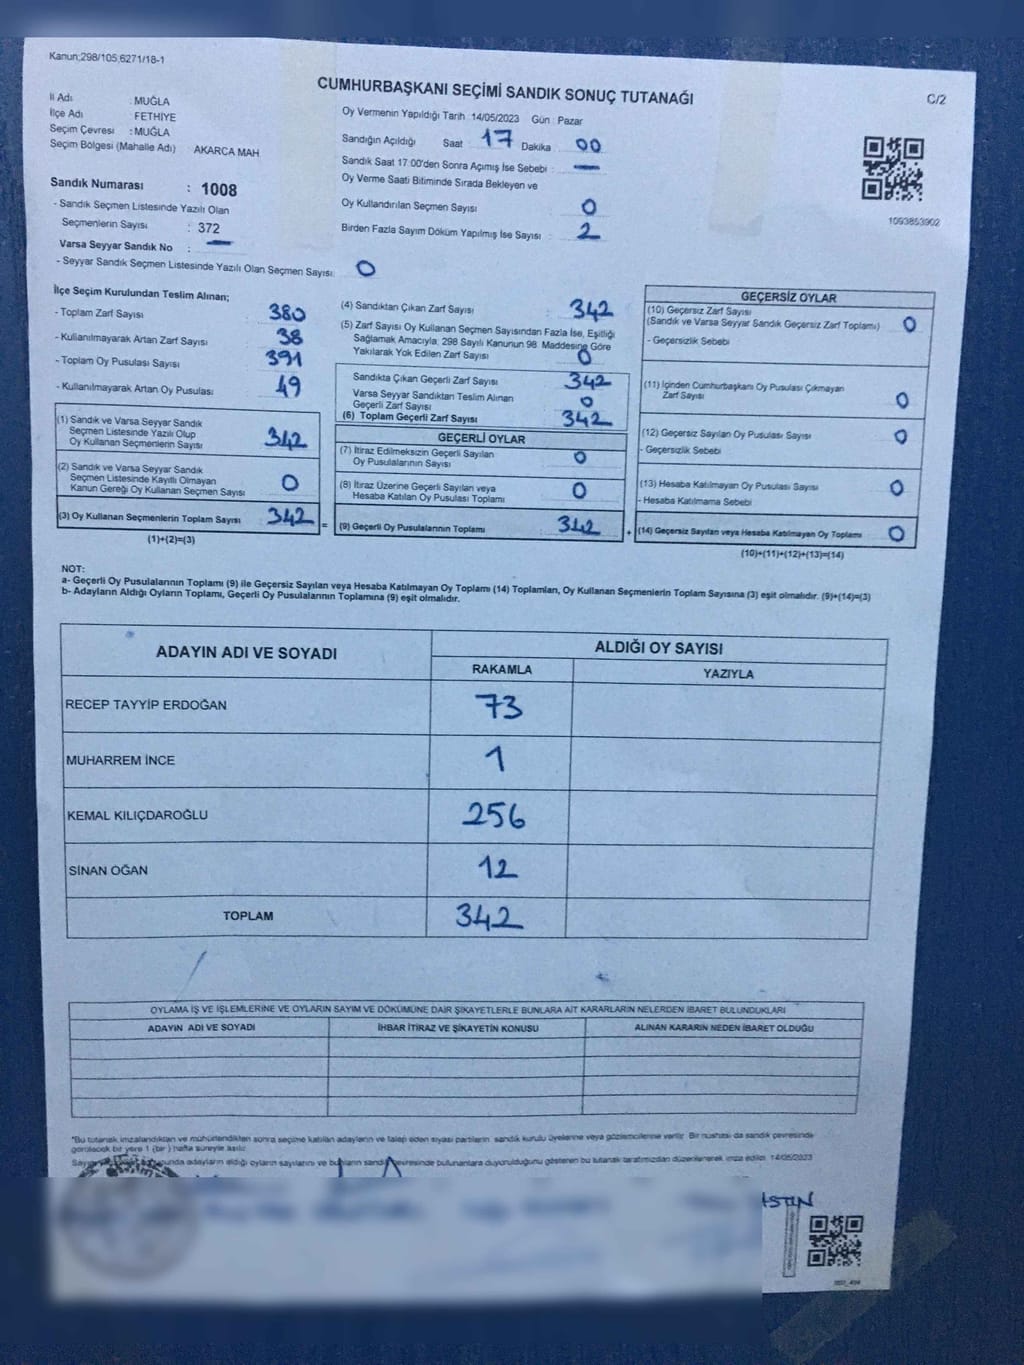 Kanun;298/105,6271/18-1
CUMHURBAŞKANI SEÇİMİ SANDIK SONUÇ TUTANAĞI
C/2
İl Adı : MUĞLA
İlçe Adı : FETHİYE
Seçim Çevresi : MUĞLA
Seçim Bölgesi (Mahalle Adı) : AKARCA MAH
Sandık Numarası : 1008
- Sandık Seçmen Listesinde Yazılı Olan
Seçmenlerin Sayısı : 372
Varsa Seyyar Sandık No : —
- Seyyar Sandık Seçmen Listesinde Yazılı Olan Seçmen Sayısı: 0
Oy Vermenin Yapıldığı Tarih :14/05/2023 Gün : Pazar
Sandığın Açıldığı Saat 17 Dakika 00
Sandık Saat 17:00'den Sonra Açımış İse Sebebi : —
Oy Verme Saati Bitiminde Sırada Bekleyen ve
Oy Kullandırılan Seçmen Sayısı 0
Birden Fazla Sayım Döküm Yapılmış İse Sayısı : 2
1093853902
İlçe Seçim Kurulundan Teslim Alınan;
- Toplam Zarf Sayısı 380
- Kullanılmayarak Artan Zarf Sayısı 38
- Toplam Oy Pusulası Sayısı 391
- Kullanılmayarak Artan Oy Pusulası : 49
(1) Sandık ve Varsa Seyyar Sandık
Seçmen Listesinde Yazılı Olup
Oy Kullanan Seçmenlerin Sayısı 342
(2) Sandık ve Varsa Seyyar Sandık
Seçmen Listesinde Kayıtlı Olmayan
Kanun Gereği Oy Kullanan Seçmen Sayısı 0
(3) Oy Kullanan Seçmenlerin Toplam Sayısı 342 =
(1)+(2)=(3)
(4) Sandıktan Çıkan Zarf Sayısı : 342
(5) Zarf Sayısı Oy Kullanan Seçmen Sayısından Fazla İse, Eşitliği
Sağlamak Amacıyla, 298 Sayılı Kanunun 98. Maddesine Göre
Yakılarak Yok Edilen Zarf Sayısı 0
Sandıkta Çıkan Geçerli Zarf Sayısı 342
Varsa Seyyar Sandıktan Teslim Alınan
Geçerli Zarf Sayısı 0
(6) Toplam Geçerli Zarf Sayısı 342
GEÇERLİ OYLAR
(7) İtiraz Edilmeksizin Geçerli Sayılan
Oy Pusulalarının Sayısı 0
(8) İtiraz Üzerine Geçerli Sayılan veya
Hesaba Katılan Oy Pusulası Toplamı 0
(9) Geçerli Oy Pusulalarının Toplamı 342 +
GEÇERSİZ OYLAR
(10) Geçersiz Zarf Sayısı
(Sandık ve Varsa Seyyar Sandık Geçersiz Zarf Toplamı) 0
- Geçersizlik Sebebi
(11) İçinden Cumhurbaşkanı Oy Pusulası Çıkmayan
Zarf Sayısı 0
(12) Geçersiz Sayılan Oy Pusulası Sayısı 0
- Geçersizlik Sebebi
(13) Hesaba Katılmayan Oy Pusulası Sayısı 0
- Hesaba Katılmama Sebebi
(14) Geçersiz Sayılan veya Hesaba Katılmayan Oy Toplamı 0
(10)+(11)+(12)+(13)=(14)
NOT:
a- Geçerli Oy Pusulalarının Toplamı (9) ile Geçersiz Sayılan veya Hesaba Katılmayan Oy Toplamı (14) Toplamları, Oy Kullanan Seçmenlerin Toplam Sayısına (3) eşit olmalıdır. (9)+(14)=(3)
b- Adayların Aldığı Oyların Toplamı, Geçerli Oy Pusulalarının Toplamına (9) eşit olmalıdır.
ADAYIN ADI VE SOYADI
ALDIĞI OY SAYISI
RAKAMLA YAZIYLA
RECEP TAYYİP ERDOĞAN 73
MUHARREM İNCE 1
KEMAL KILIÇDAROĞLU 256
SİNAN OĞAN 12
TOPLAM 342
OYLAMA İŞ VE İŞLEMLERİNE VE OYLARIN SAYIM VE DÖKÜMÜNE DAİR ŞİKAYETLERLE BUNLARA AİT KARARLARIN NELERDEN İBARET BULUNDUKLARI
ADAYIN ADI VE SOYADI İHBAR İTİRAZ VE ŞİKAYETİN KONUSU ALINAN KARARIN NEDEN İBARET OLDUĞU
"Bu tutanak imzalandıktan ve mühürlendikten sonra seçime katılan adayların ve talep eden siyasi partilerin sandık kurulu üyelerine veya gözlemcilerine verilir. Bir nüshası da sandık çevresinde
görülecek bir yere 1 (bir) hafta süreyle asılır.
adayların aldığı oyların sayılarını ve bunların sandık çevresinde bulunanlara duyurulduğunu gösteren bu tutanak tarafımızdan düzenlenerek imza edildi. 14/05/2023